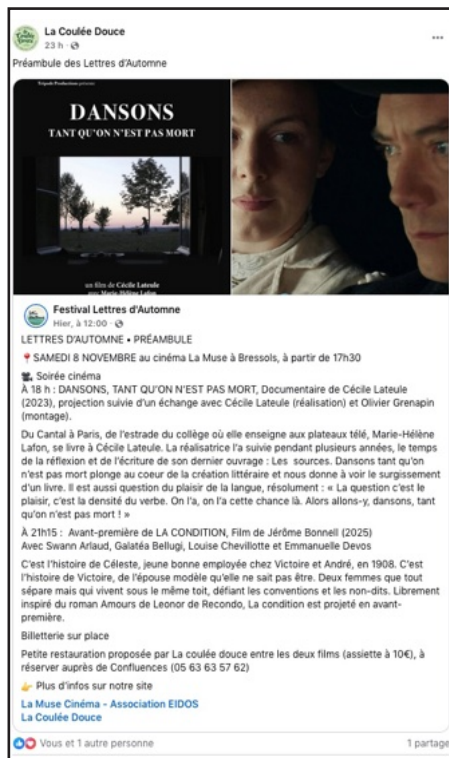 La Coulée Douce
23 h
Préambule des Lettres d'Automne
Tripode Productions présente
DANSONS
TANT QU'ON N'EST PAS MORT
un film de Cécile Lateule
avec Marie-Hélène Lafon
Festival Lettres d'Automne
Hier, à 12:00
LETTRES D'AUTOMNE • PRÉAMBULE
📍SAMEDI 8 NOVEMBRE au cinéma La Muse à Bressols, à partir de 17h30
📽 Soirée cinéma
À 18 h : DANSONS, TANT QU'ON N'EST PAS MORT, Documentaire de Cécile Lateule
(2023), projection suivie d'un échange avec Cécile Lateule (réalisation) et Olivier Grenapin
(montage).
Du Cantal à Paris, de l'estrade du collège où elle enseigne aux plateaux télé, Marie-Hélène
Lafon, se livre à Cécile Lateule. La réalisatrice l'a suivie pendant plusieurs années, le temps
de la réflexion et de l'écriture de son dernier ouvrage : Les sources. Dansons tant qu'on
n'est pas mort plonge au coeur de la création littéraire et nous donne à voir le surgissement
d'un livre. Il est aussi question du plaisir de la langue, résolument : « La question c'est le
plaisir, c'est la densité du verbe. On l'a, on l'a cette chance là. Alors allons-y, dansons, tant
qu'on n'est pas mort ! »
À 21h15 : Avant-première de LA CONDITION, Film de Jérôme Bonnell (2025)
Avec Swann Arlaud, Galatéa Bellugi, Louise Chevillotte et Emmanuelle Devos
C'est l'histoire de Céleste, jeune bonne employée chez Victoire et André, en 1908. C'est
l'histoire de Victoire, de l'épouse modèle qu'elle ne sait pas être. Deux femmes que tout
sépare mais qui vivent sous le même toit, défiant les conventions et les non-dits. Librement
inspiré du roman Amours de Leonor de Recondo, La condition est projeté en avant-
première.
Billetterie sur place
Petite restauration proposée par La coulée douce entre les deux films (assiette à 10€), à
réserver auprès de Confluences (05 63 63 57 62)
👉 Plus d'infos sur notre site
La Muse Cinéma - Association EIDOS
La Coulée Douce
Vous et 1 autre personne
1 partage